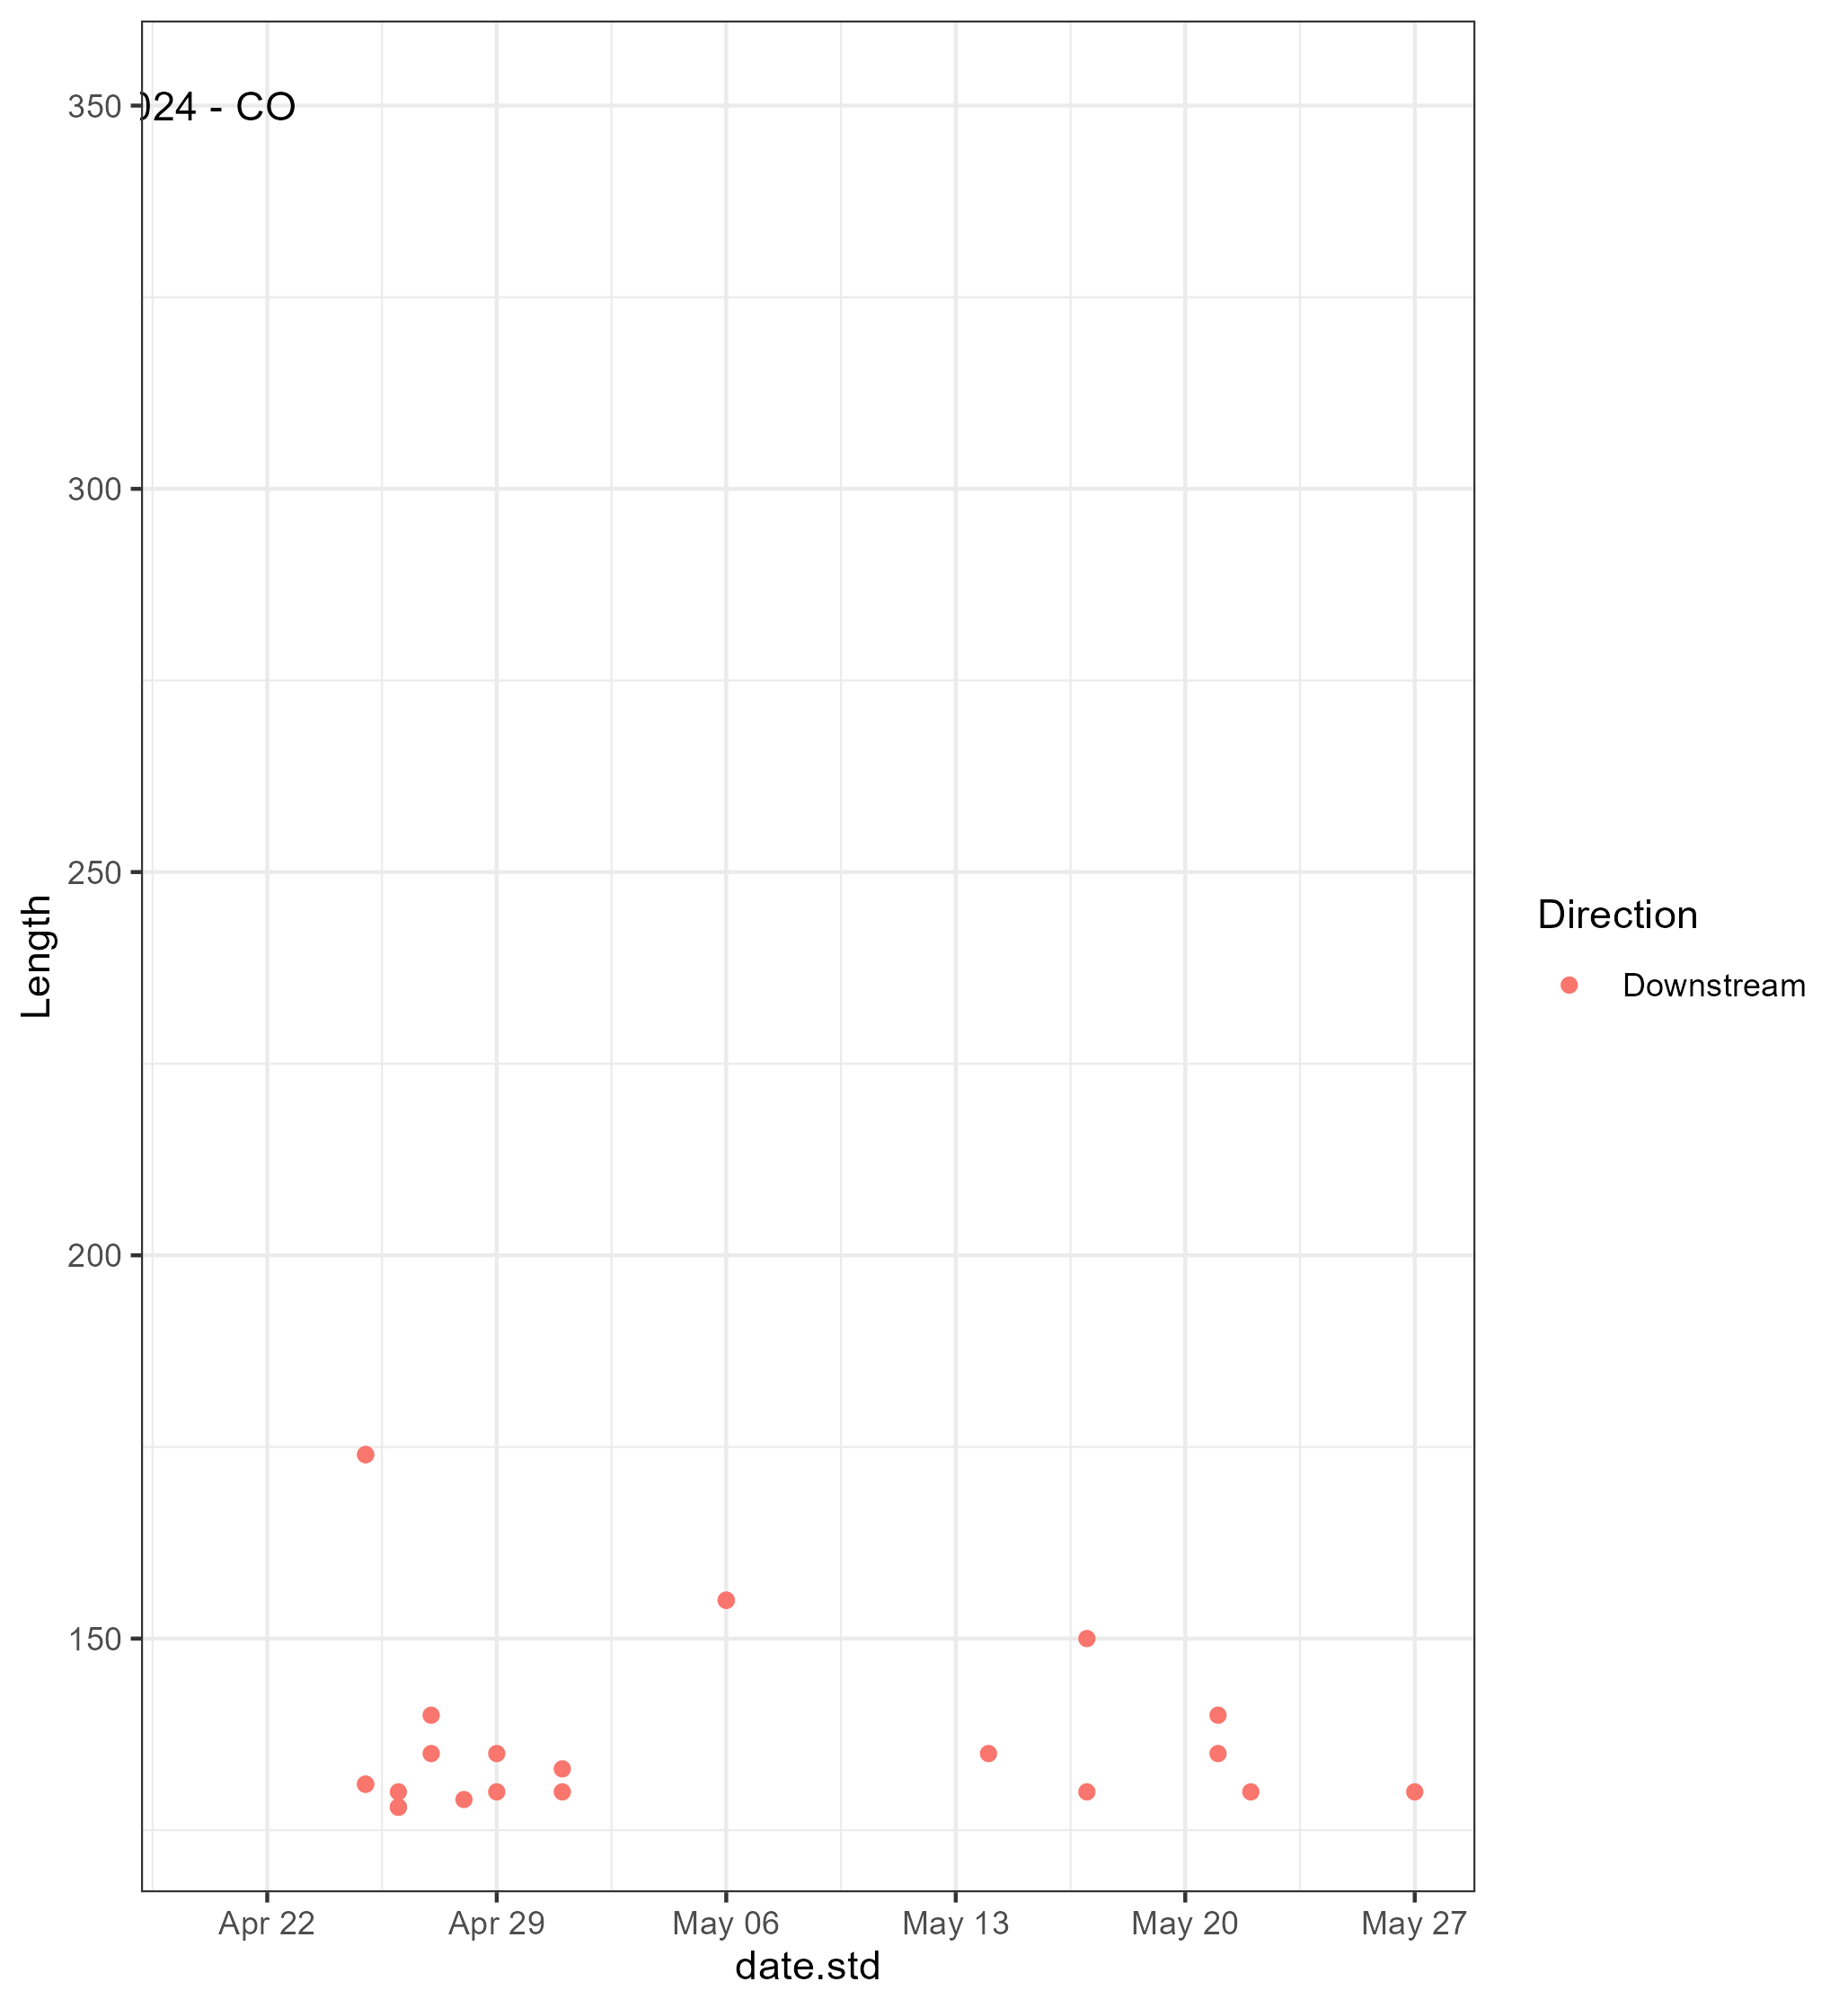 350
024 - CO
300
250
200
150
Length
Apr 22
Apr 29
May 06
May 13
May 20
May 27
date.std
Direction
Downstream